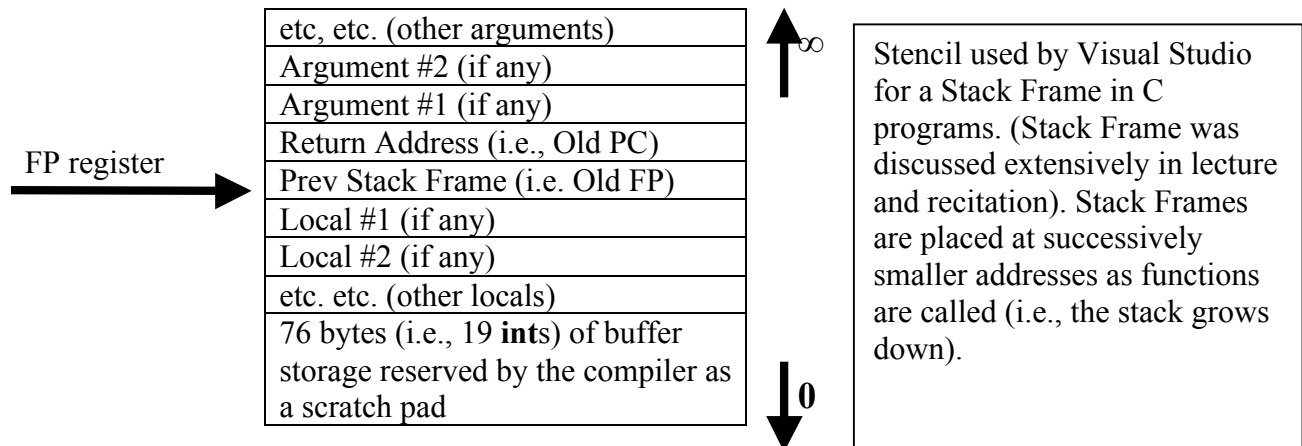 etc, etc. (other arguments)
Argument #2 (if any)
Argument #1 (if any)
Return Address (i.e., Old PC)
FP register
Prev Stack Frame (i.e. Old FP)
Local #1 (if any)
Local #2 (if any)
etc. etc. (other locals)
76 bytes (i.e., 19 ints) of buffer
storage reserved by the compiler as
a scratch pad
∞
0
Stencil used by Visual Studio
for a Stack Frame in C
programs. (Stack Frame was
discussed extensively in lecture
and recitation). Stack Frames
are placed at successively
smaller addresses as functions
are called (i.e., the stack grows
down).